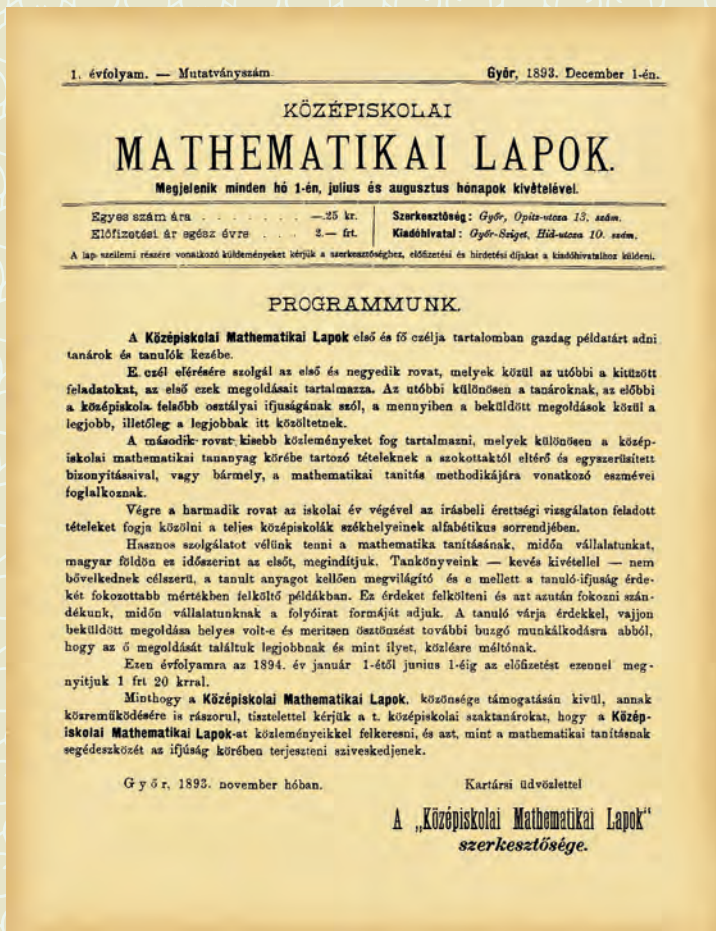 1. évfolyam. — Mutatványszám. Győr, 1893. December 1-én.
KÖZÉPISKOLAI
MATHEMATIKAI LAPOK.
Megjelenik minden hó 1-én, julius és augusztus hónapok kivételével.
Egyes szám ára . . . . . . . —.25 kr.
Előfizetési ár egész évre . . . 2.— frt.
Szerkesztőség: Győr, Opitz-utcza 13. szám.
Kiadóhivatal: Győr-Sziget, Hid-utcza 10. szám.
A lap szellemi részére vonatkozó küldeményeket kérjük a szerkesztőséghez, előfizetési és hirdetési díjakat a kiadóhivatalhoz küldeni.
PROGRAMMUNK.
A Középiskolai Mathematikai Lapok első és fő czélja tartalomban gazdag példatárt adni
tanárok és tanulók kezébe.
E czél elérésére szolgál az első és negyedik rovat, melyek közül az utóbbi a kitűzött
feladatokat, az első ezek megoldásait tartalmazza. Az utóbbi különösen a tanároknak, az előbbi
a középiskola felsőbb osztályai ifjuságának szól, a mennyiben a beküldött megoldások közül a
legjobb, illetőleg a legjobbak itt közöltetnek.
A második rovat kisebb közleményeket fog tartalmazni, melyek különösen a közép-
iskolai mathematikai tananyag körébe tartozó tételeknek a szokottaktól eltérő és egyszerüsített
bizonyításaival, vagy bármely, a mathematikai tanítás methodikájára vonatkozó eszmével
foglalkoznak.
Végre a harmadik rovat az iskolai év végével az irásbeli érettségi vizsgálaton feladott
tételeket fogja közölni a teljes középiskolák székhelyeinek alfabétikus sorrendjében.
Hasznos szolgálatot vélünk tenni a mathematika tanításának, midőn vállalatunkat,
magyar földön ez időszerint az elsőt, megindítjuk. Tankönyveink — kevés kivétellel — nem
bővelkednek célszerü, a tanult anyagot kellően megvilágító és e mellett a tanuló-ifjuság érde-
két fokozottabb mértékben felköltő példákban. Ez érdeket felkölteni és azt azután fokozni szán-
dékunk, midőn vállalatunknak a folyóirat formáját adjuk. A tanuló várja érdekkel, vajjon
beküldött megoldása helyes volt-e és meritsen ösztönzést további buzgó munkálkodásra abból,
hogy az ő megoldását találtuk legjobbnak és mint ilyet, közlésre méltónak.
Ezen évfolyamra az 1894. év január 1-étől junius 1-éig az előfizetést ezennel meg-
nyitjuk 1 frt 20 krral.
Minthogy a Középiskolai Mathematikai Lapok, közönsége támogatásán kivül, annak
közreműködésére is rászorul, tisztelettel kérjük a t. középiskolai szaktanárokat, hogy a Közép-
iskolai Mathematikai Lapok-at közleményeikkel felkeresni, és azt, mint a mathematikai tanításnak
segédeszközét az ifjúság körében terjeszteni sziveskedjenek.
Győr, 1893. november hóban. Kartársi üdvözlettel
A „Középiskolai Mathematikai Lapok"
szerkesztősége.